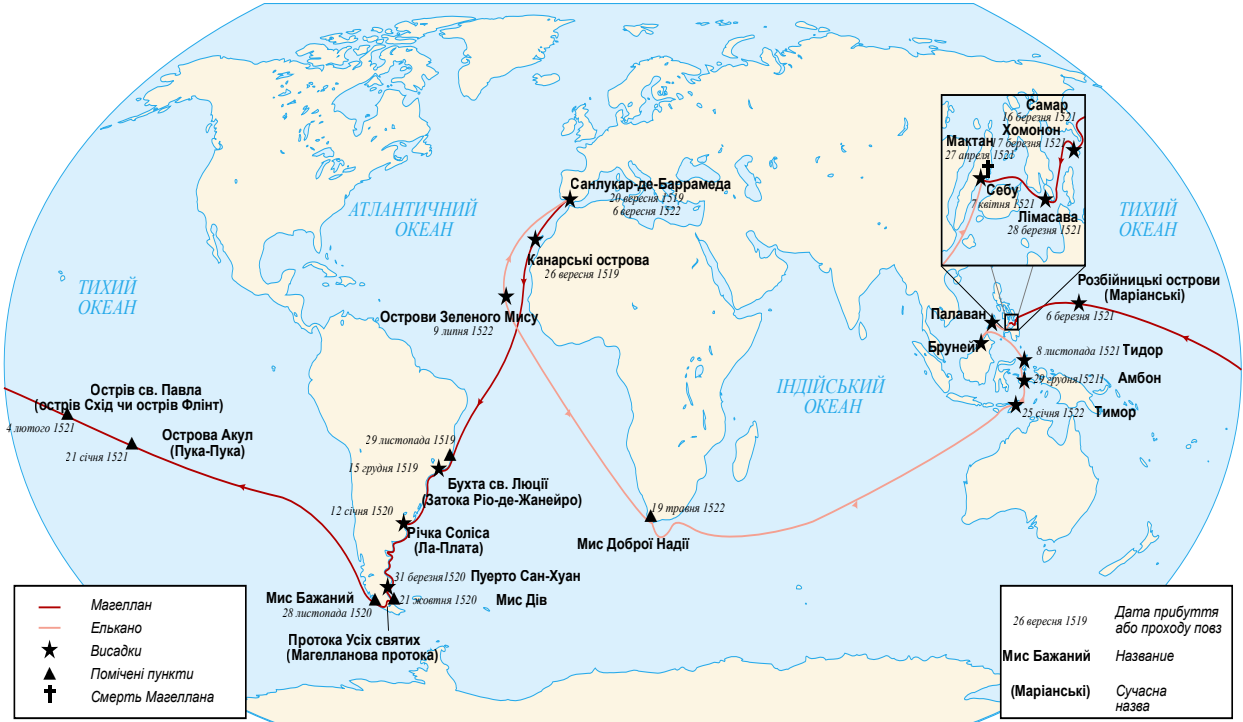 Самар
16 березня 1521
Хомонон
17 березня 1521
Мактан
27 апреля 1521
Себу
7 квітня 1521
Лімасава
28 березня 1521
Санлукар-де-Баррамеда
20 вересня 1519
6 вересня 1522
АТЛАНТИЧНИЙ
ОКЕАН
ТИХИЙ
ОКЕАН
Канарські острова
26 вересня 1519
ТИХИЙ
ОКЕАН
Розбійницькі острови
(Маріанські)
6 березня 1521
Острови Зеленого Мису
9 липня 1522
Палаван
Бруней
8 листопада 1521 Тидор
29 грудня15211 Амбон
25 січня 1522 Тимор
ІНДІЙСЬКИЙ
ОКЕАН
Острів св. Павла
(острів Схід чи острів Флінт)
4 лютого 1521
Острова Акул
(Пука-Пука)
21 січня 1521
29 листопада 1519
15 грудня 1519
Бухта св. Люції
(Затока Ріо-де-Жанейро)
12 січня 1520
Річка Соліса
(Ла-Плата)
19 травня 1522
Мис Доброї Надії
31 березня1520 Пуерто Сан-Хуан
21 жовтня 1520 Мис Дів
Мис Бажаний
28 листопада 1520
Протока Усіх святих
(Магелланова протока)
Магеллан
Елькано
Висадки
Помічені пункти
Смерть Магеллана
26 вересня 1519 Дата прибуття
або проходу повз
Мис Бажаний Название
(Маріанські) Сучасна
назва